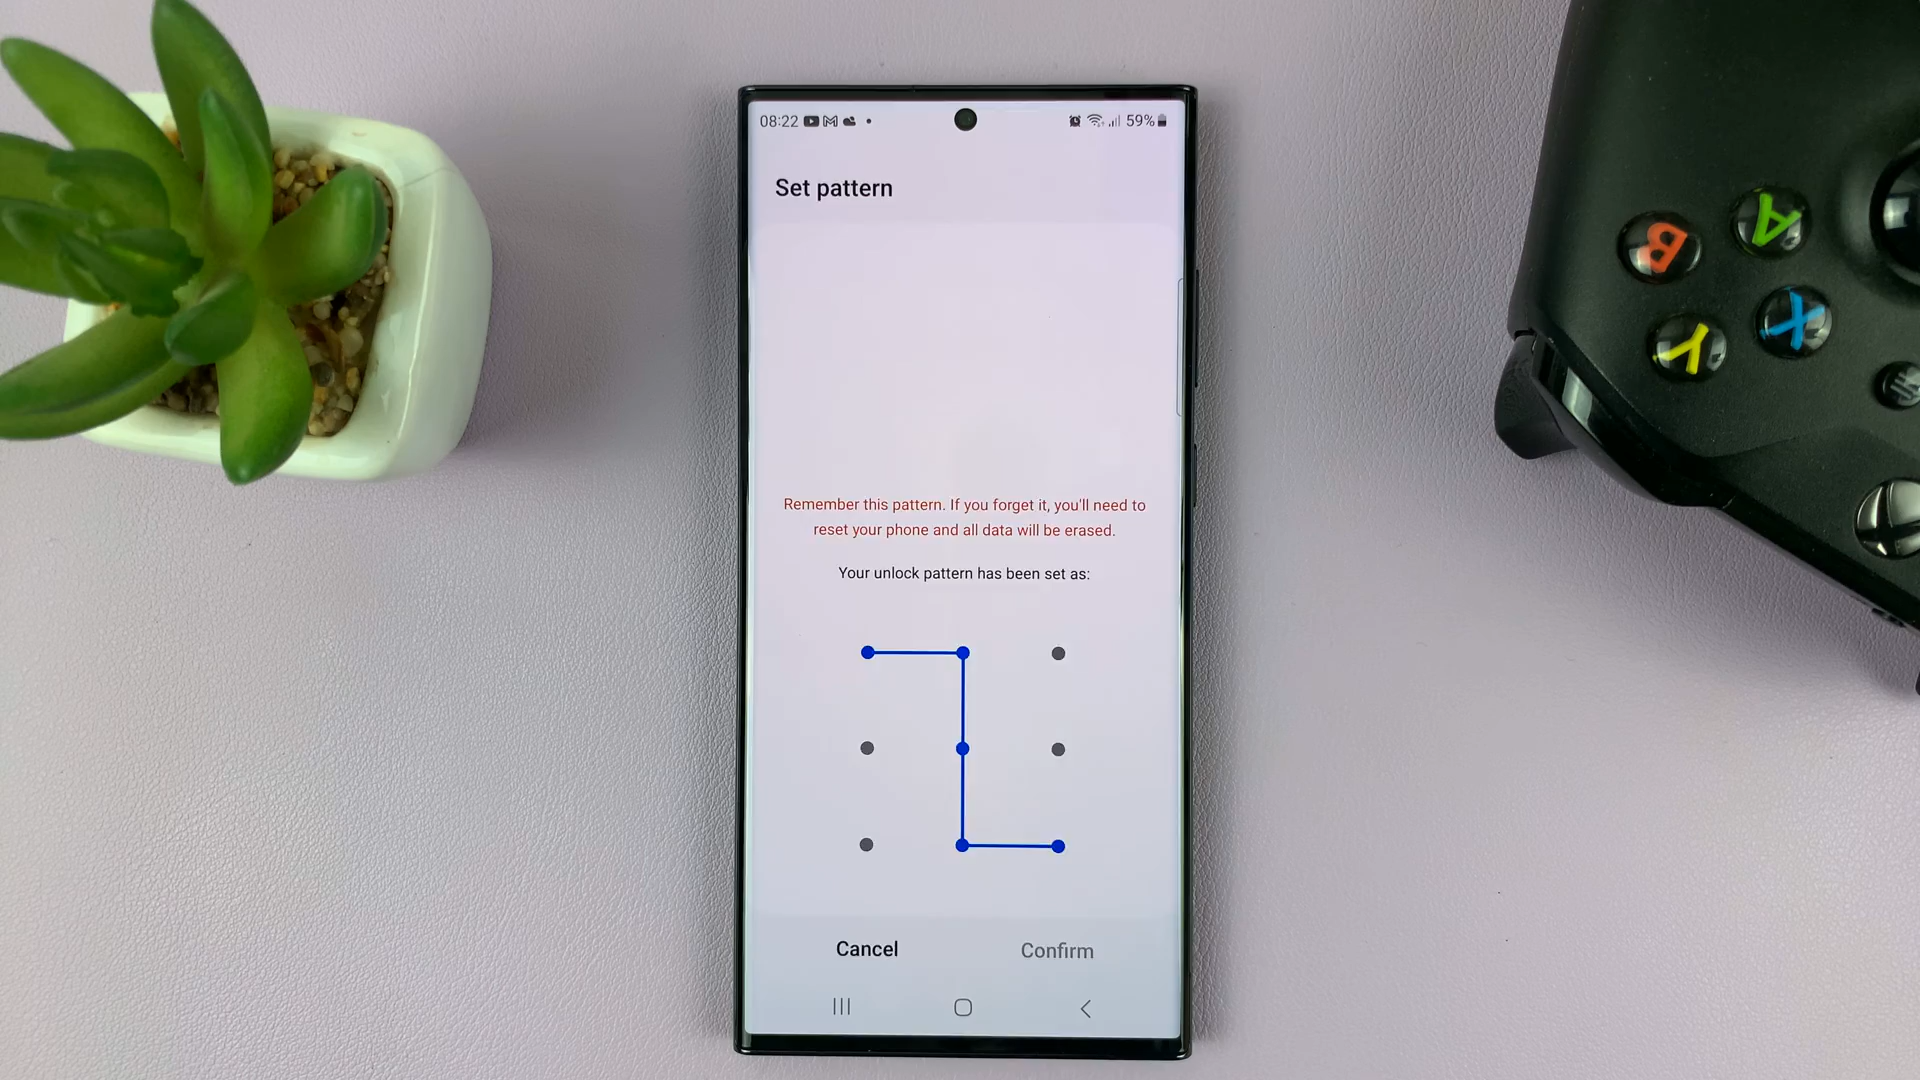 08:22 59%
Set pattern
Remember this pattern. If you forget it, you'll need to
reset your phone and all data will be erased.
Your unlock pattern has been set as:
Cancel Confirm
A
B
X
Y